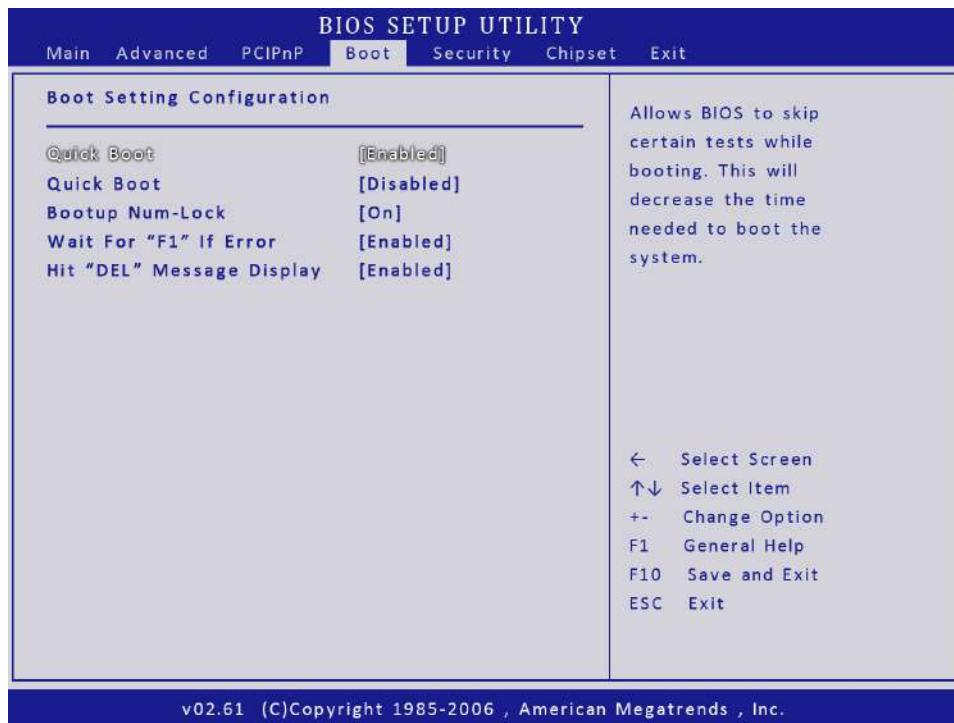 BIOS SETUP UTILITY
Main Advanced PCIPnP Boot Security Chipset Exit
Boot Setting Configuration
Quick Boot [Enabled]
Quick Boot [Disabled]
Bootup Num-Lock [On]
Wait For “F1” If Error [Enabled]
Hit “DEL” Message Display [Enabled]
Allows BIOS to skip
certain tests while
booting. This will
decrease the time
needed to boot the
system.
← Select Screen
↑↓ Select Item
+- Change Option
F1 General Help
F10 Save and Exit
ESC Exit
v02.61 (C)Copyright 1985-2006 , American Megatrends , Inc.